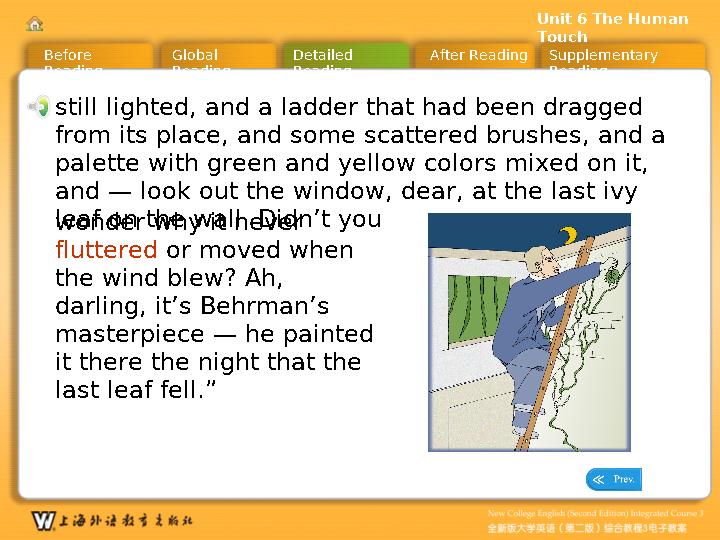 Unit 6 The Human
Touch
Before
Reading
Global
Reading
Detailed
Reading
After Reading
Supplementary
Reading
still lighted, and a ladder that had been dragged
from its place, and some scattered brushes, and a
palette with green and yellow colors mixed on it,
and — look out the window, dear, at the last ivy
leaf on the wall. Didn’t you
wonder why it never
fluttered or moved when
the wind blew? Ah,
darling, it’s Behrman’s
masterpiece — he painted
it there the night that the
last leaf fell.”
Prev.
上海外语教育出版社
New College English (Second Edition) Integrated Course 3
全新版大学英语（第二版）综合教程3电子教案